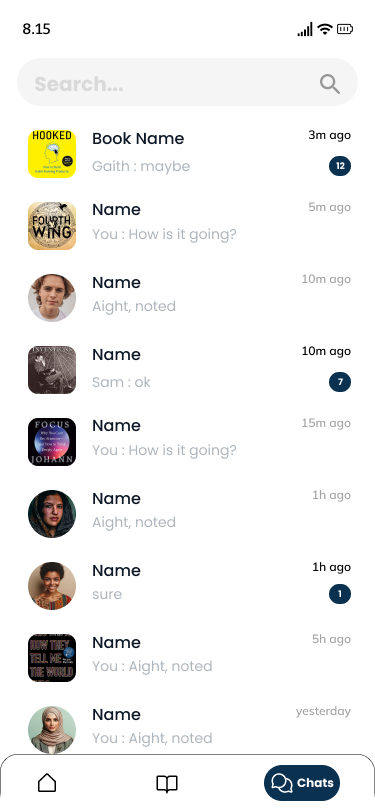 8.15
Search...
HOOKED
Book Name
3m ago
Gaith : maybe
12
FOURTH
WING
Name
5m ago
You : How is it going?
Name
10m ago
Aight, noted
Name
10m ago
Sam : ok
7
FOCUS
JOHANN
Name
15m ago
You : How is it going?
Name
1h ago
Aight, noted
Name
1h ago
sure
1
HOW THEY
TELL ME
THE WORLD
Name
5h ago
You : Aight, noted
Name
yesterday
You : Aight, noted
Chats